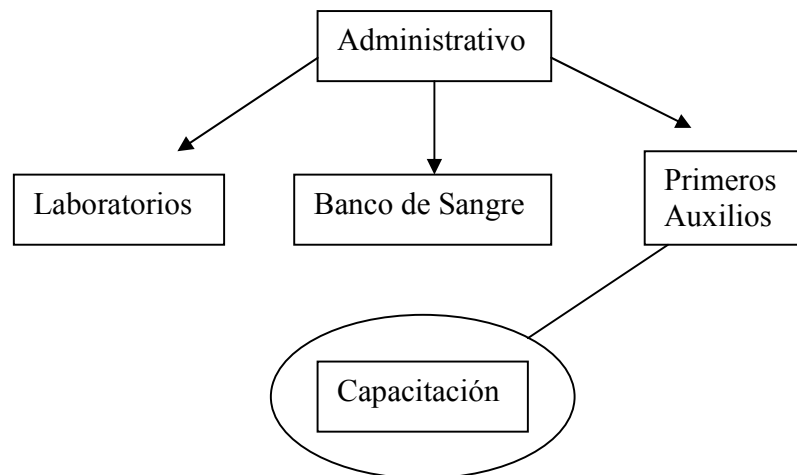 Administrativo
Laboratorios
Banco de Sangre
Primeros
Auxilios
Capacitación